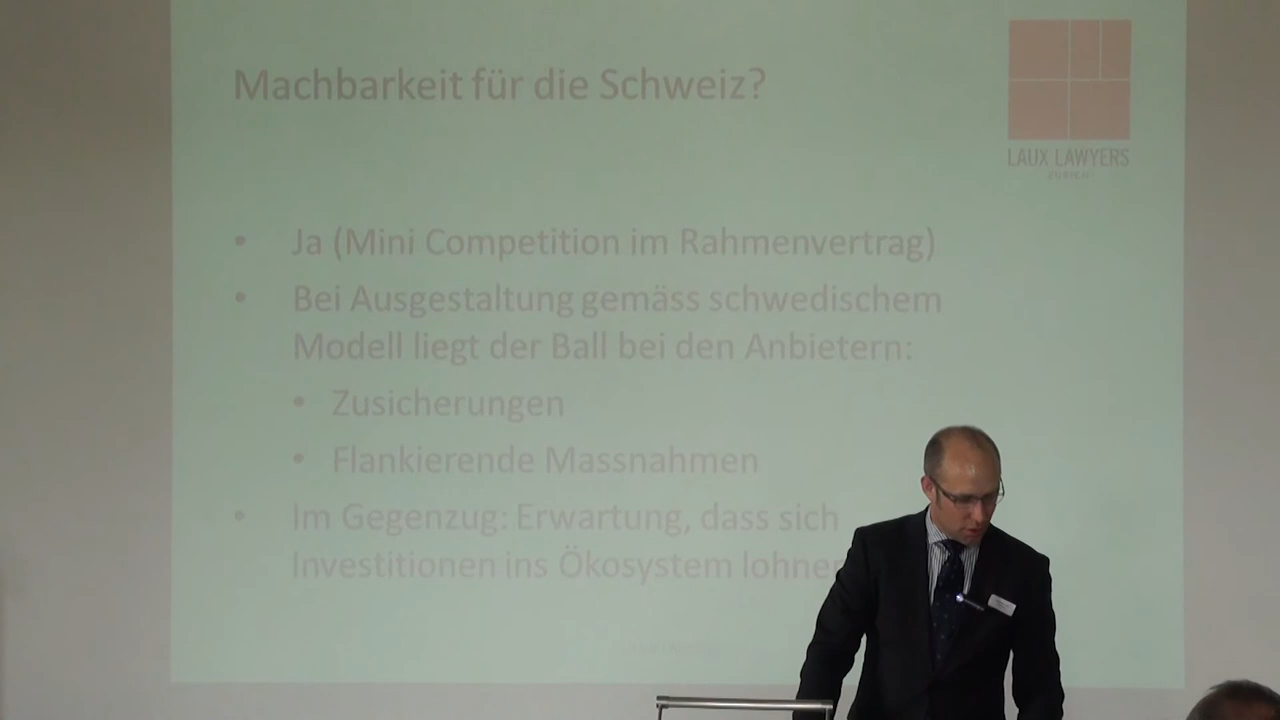 Machbarkeit für die Schweiz?
LAUX LAWYERS
ZÜRICH
• Ja (Mini Competition im Rahmenvertrag)
• Bei Ausgestaltung gemäss schwedischem
Modell liegt der Ball bei den Anbietern:
• Zusicherungen
• Flankierende Massnahmen
• Im Gegenzug: Erwartung, dass sich
Investitionen ins Ökosystem